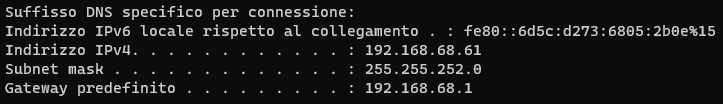 Suffisso DNS specifico per connessione:
Indirizzo IPv6 locale rispetto al collegamento . : fe80::6d5c:d273:6805:2b0e%15
Indirizzo IPv4. . . . . . . . . . . . : 192.168.68.61
Subnet mask . . . . . . . . . . . . . : 255.255.252.0
Gateway predefinito . . . . . . . . . : 192.168.68.1